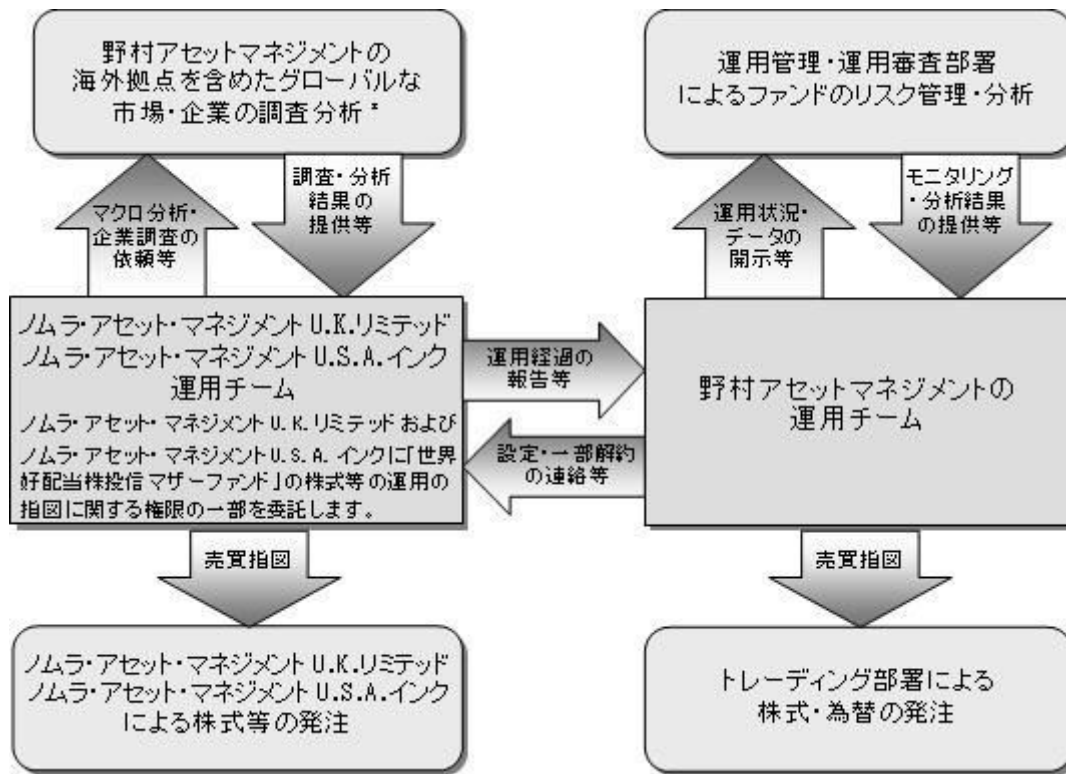 野村アセットマネジメントの
海外拠点を含めたグローバルな
市場・企業の調査分析*
運用管理・運用審査部署
によるファンドのリスク管理・分析
マクロ分析・
企業調査の
依頼等
調査・分析
結果の
提供等
運用状況・
データの
開示等
モニタリング
・分析結果
の提供等
ノムラ・アセット・マネジメントU.K.リミテッド
ノムラ・アセット・マネジメントU.S.A.インク
運用チーム
ノムラ・アセット・マネジメントU.K.リミテッドおよび
ノムラ・アセット・マネジメントU.S.A.インクに「世界
好配当株投信 マザーファンド」の株式等の運用の
指図に関する権限の一部を委託します。
運用経過の
報告等
設定・一部解約
の連絡等
野村アセットマネジメントの
運用チーム
売買指図
売買指図
ノムラ・アセット・マネジメントU.K.リミテッド
ノムラ・アセット・マネジメントU.S.A.インク
による株式等の発注
トレーディング部署による
株式・為替の発注